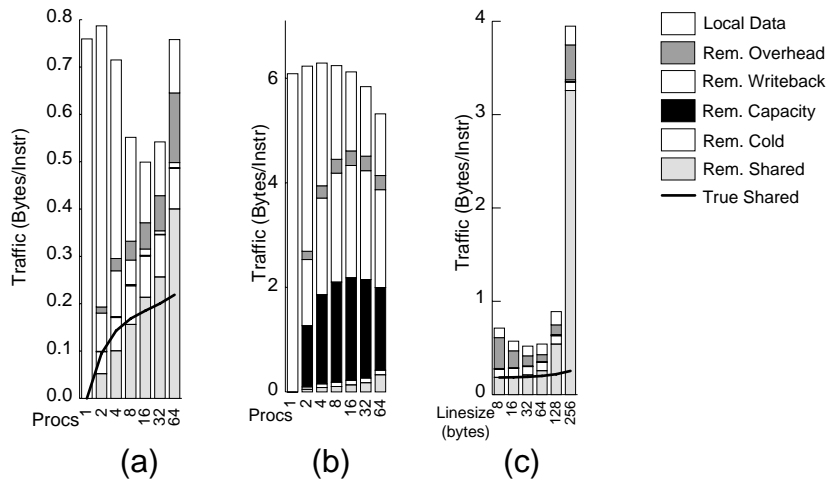 0.8
0.7
0.6
0.5
0.4
0.3
0.2
0.1
0.0
Traffic (Bytes/Instr)
Procs
1 2 4 8 16 32 64
(a)
6
4
2
0
Traffic (Bytes/Instr)
Procs
1 2 4 8 16 32 64
(b)
4
3
2
1
0
Traffic (Bytes/Instr)
Linesize
(bytes)
8 16 32 64 128 256
(c)
Local Data
Rem. Overhead
Rem. Writeback
Rem. Capacity
Rem. Cold
Rem. Shared
True Shared